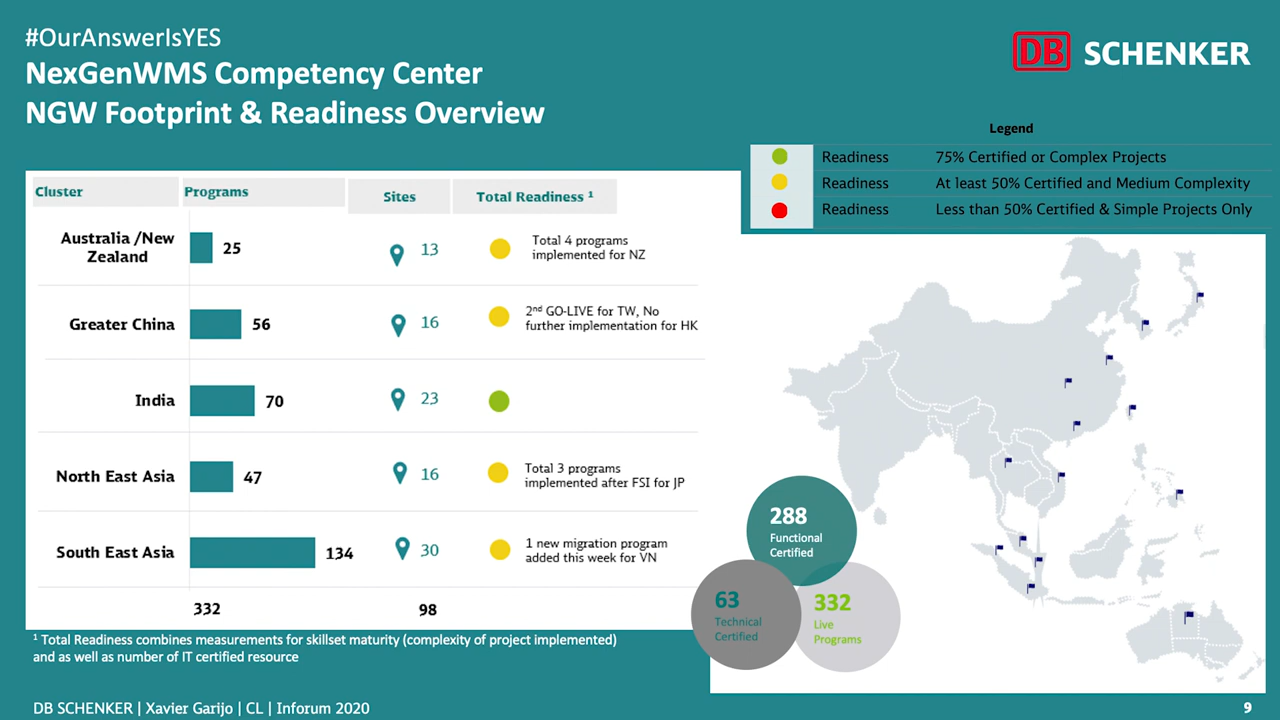 #OurAnswerIsYES
NexGenWMS Competency Center
NGW Footprint & Readiness Overview
DB SCHENKER
Legend
Readiness 75% Certified or Complex Projects
Readiness At least 50% Certified and Medium Complexity
Readiness Less than 50% Certified & Simple Projects Only
Cluster Programs Sites Total Readiness ¹
Australia /New
Zealand
25
13
Total 4 programs
implemented for NZ
Greater China
56
16
2ⁿᵈ GO-LIVE for TW, No
further implementation for HK
India
70
23
North East Asia
47
16
Total 3 programs
implemented after FSI for JP
South East Asia
134
30
1 new migration program
added this week for VN
332
98
288
Functional
Certified
63
Technical
Certified
332
Live
Programs
¹ Total Readiness combines measurements for skillset maturity (complexity of project implemented)
and as well as number of IT certified resource
DB SCHENKER | Xavier Garijo | CL | Inforum 2020
9